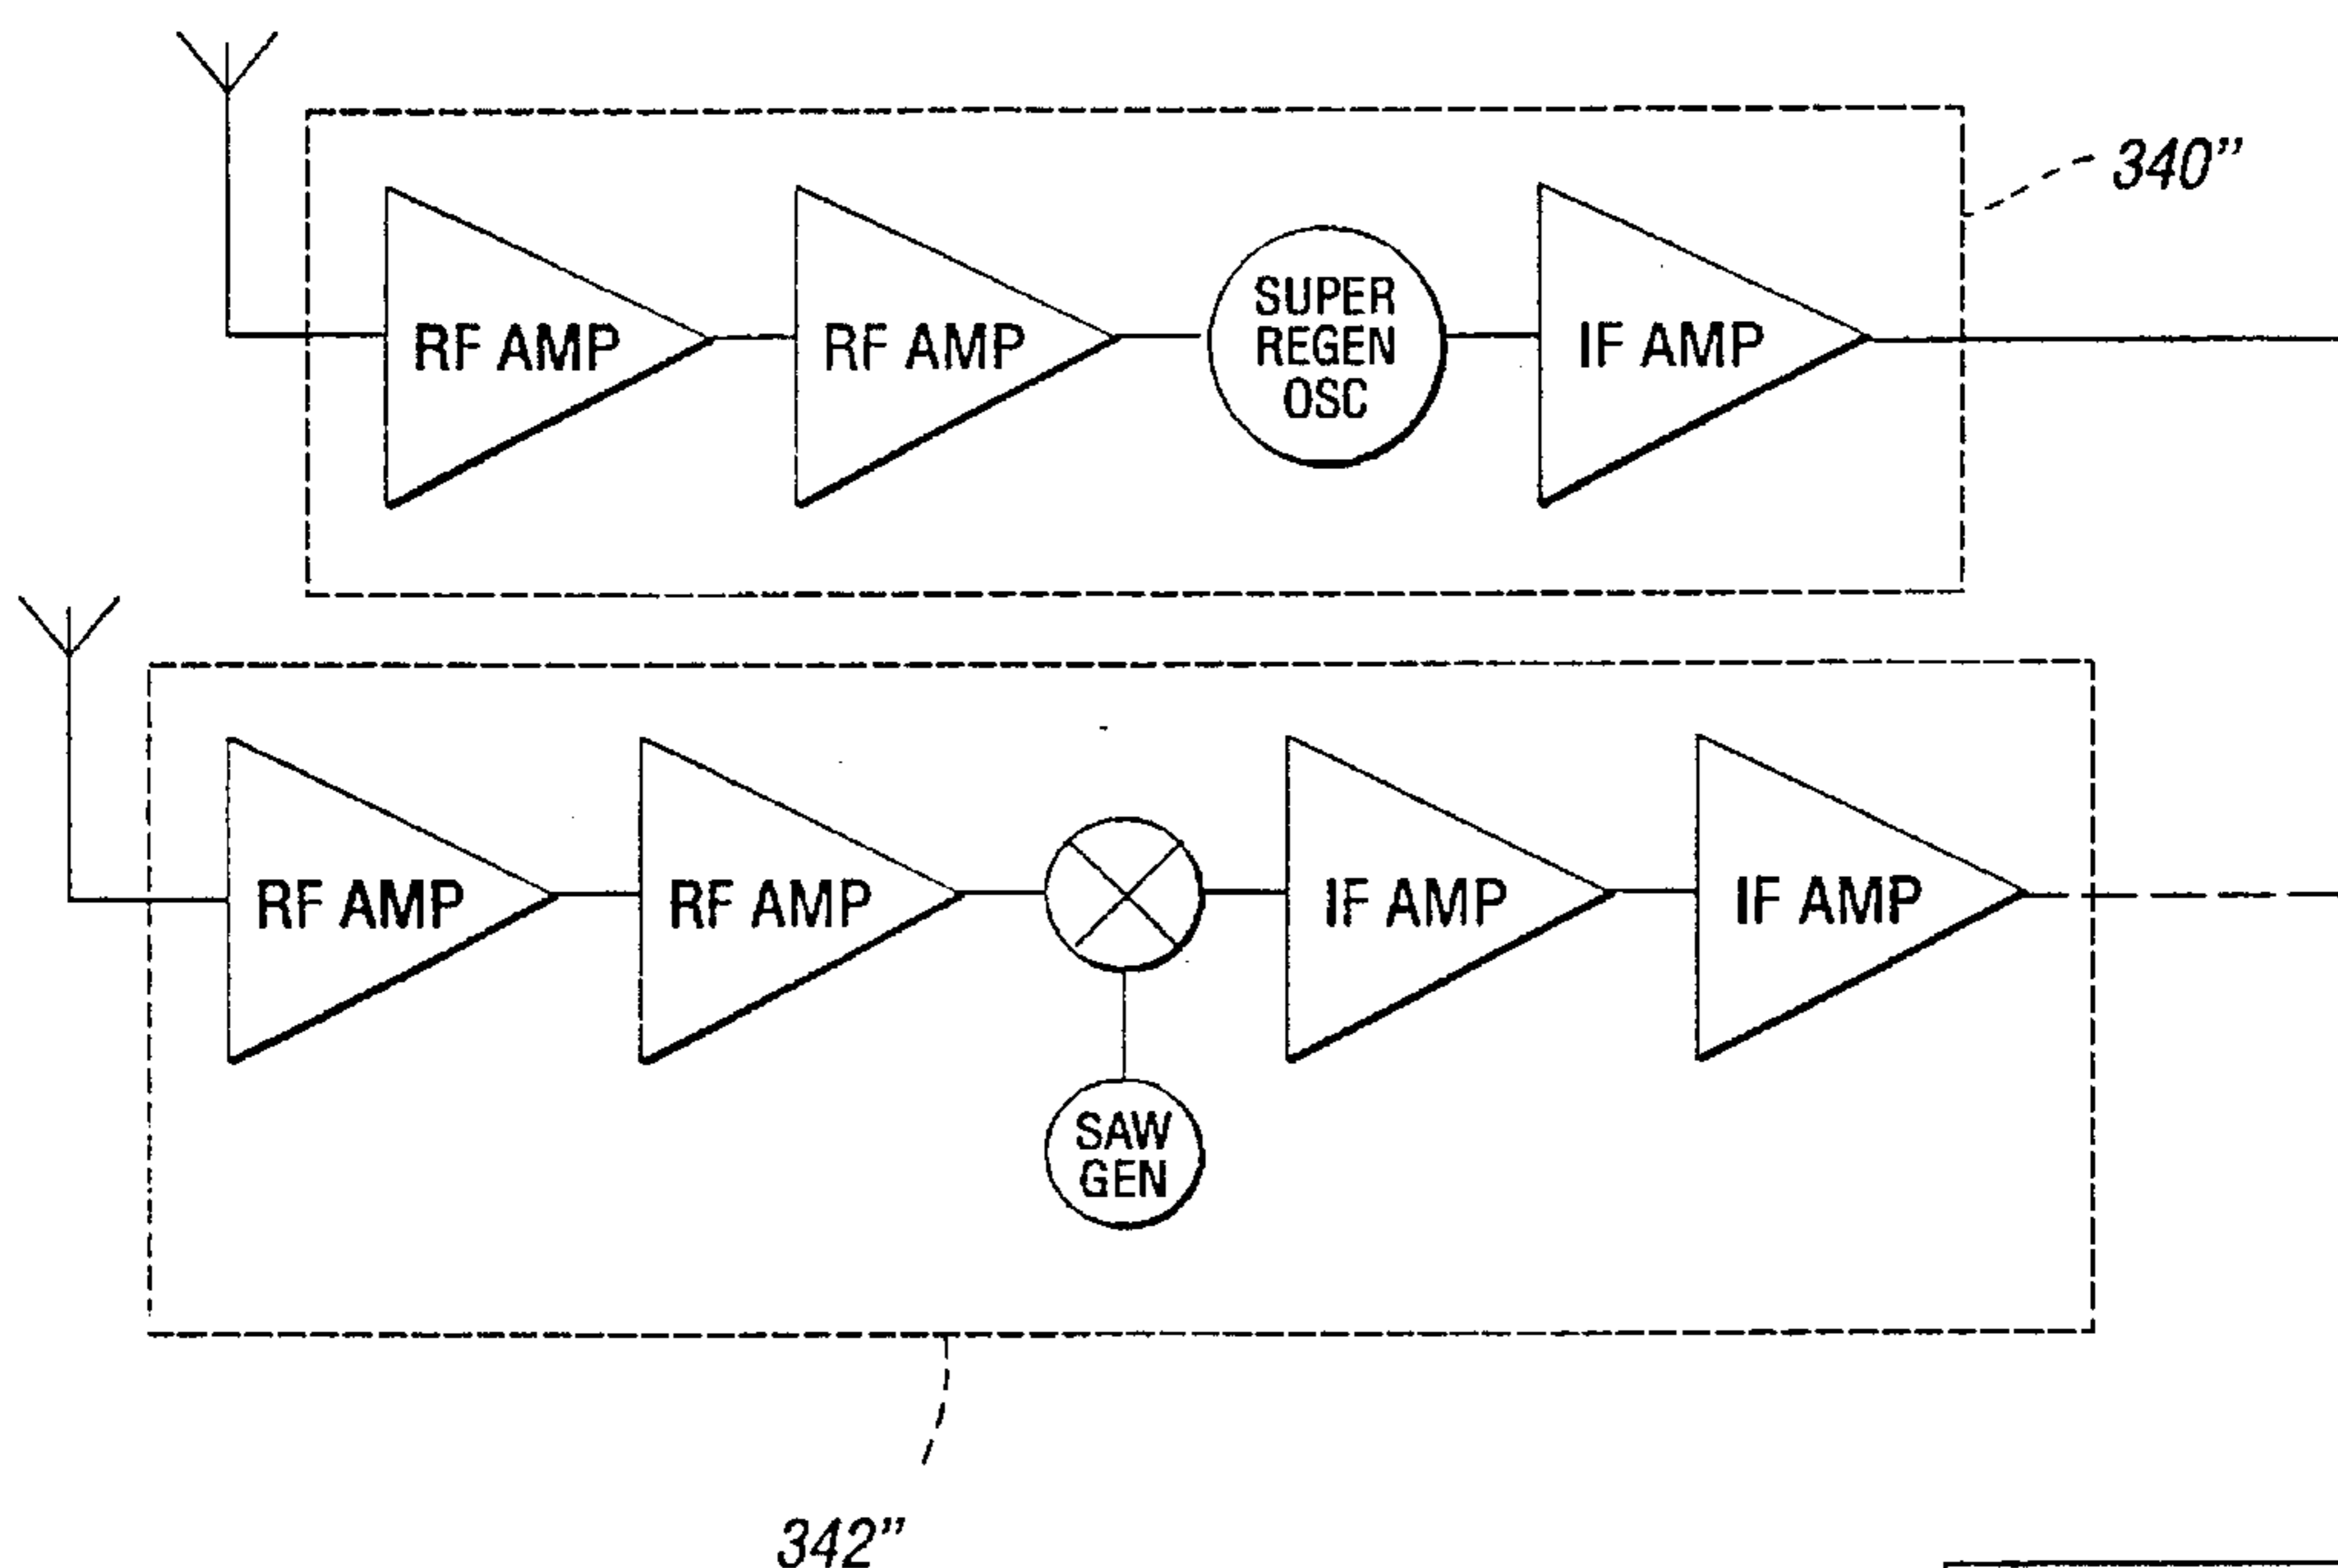 340”
RF AMP
RF AMP
SUPER
REGEN
OSC
IF AMP
RF AMP
RF AMP
IF AMP
IF AMP
SAW
GEN
342”